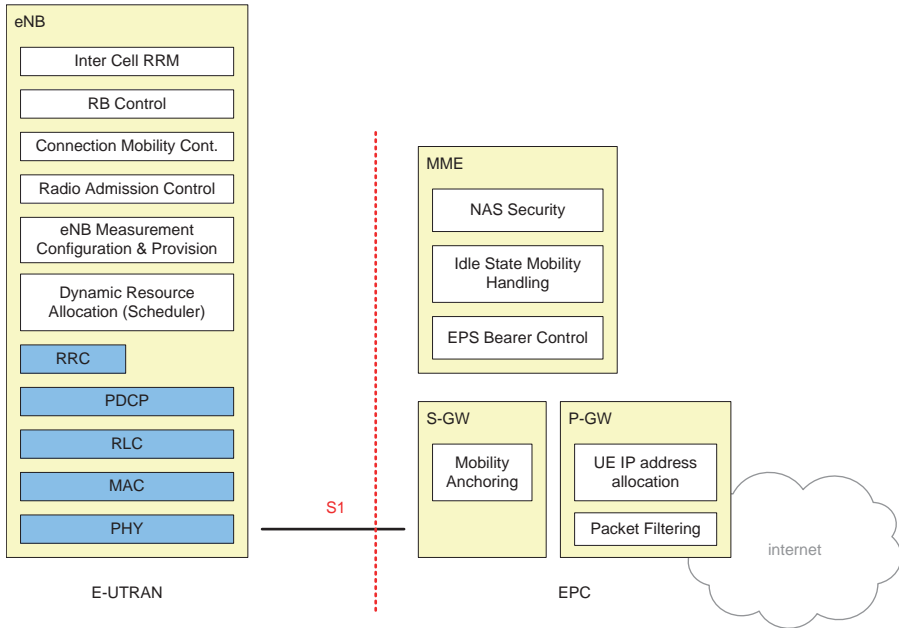 eNB
Inter Cell RRM
RB Control
Connection Mobility Cont.
Radio Admission Control
eNB Measurement
Configuration & Provision
Dynamic Resource
Allocation (Scheduler)
RRC
PDCP
RLC
MAC
PHY
S1
MME
NAS Security
Idle State Mobility
Handling
EPS Bearer Control
S-GW
Mobility
Anchoring
P-GW
UE IP address
allocation
Packet Filtering
internet
E-UTRAN
EPC